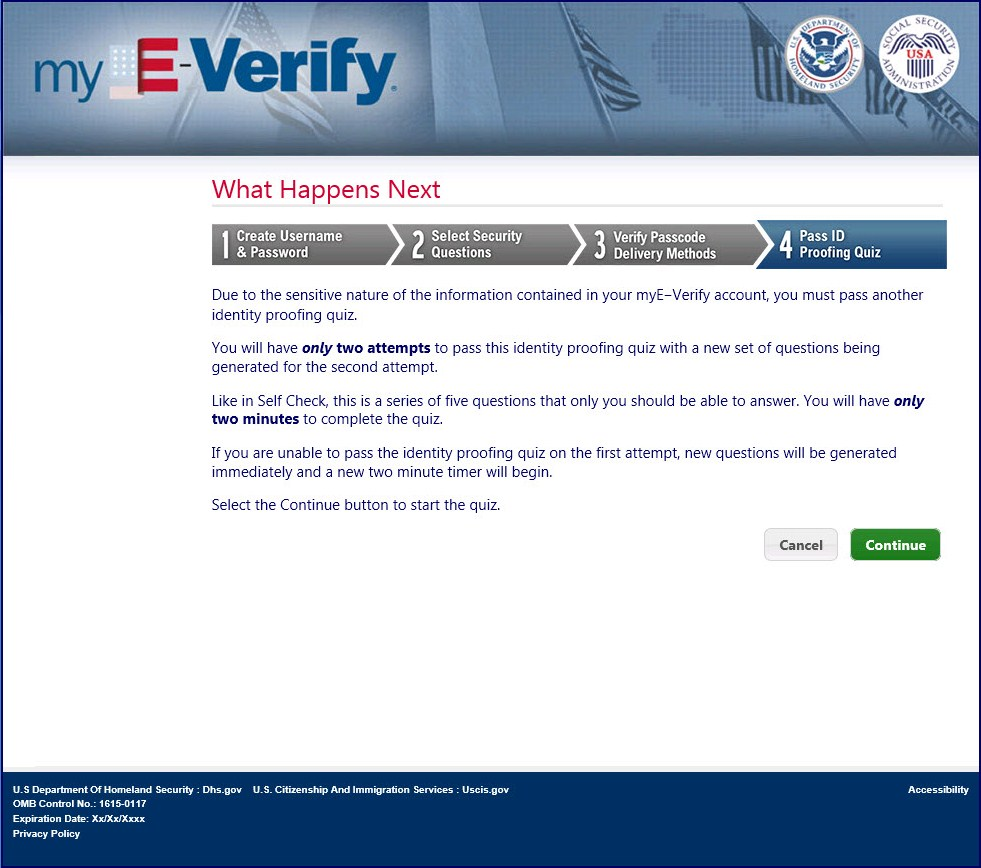 my E-Verify®
U.S. DEPARTMENT OF HOMELAND SECURITY
SOCIAL SECURITY ADMINISTRATION
USA
What Happens Next
1 Create Username & Password
2 Select Security Questions
3 Verify Passcode Delivery Methods
4 Pass ID Proofing Quiz
Due to the sensitive nature of the information contained in your myE–Verify account, you must pass another
identity proofing quiz.
You will have only two attempts to pass this identity proofing quiz with a new set of questions being
generated for the second attempt.
Like in Self Check, this is a series of five questions that only you should be able to answer. You will have only
two minutes to complete the quiz.
If you are unable to pass the identity proofing quiz on the first attempt, new questions will be generated
immediately and a new two minute timer will begin.
Select the Continue button to start the quiz.
Cancel Continue
U.S Department Of Homeland Security : Dhs.gov U.S. Citizenship And Immigration Services : Uscis.gov Accessibility
OMB Control No.: 1615-0117
Expiration Date: Xx/Xx/Xxxx
Privacy Policy